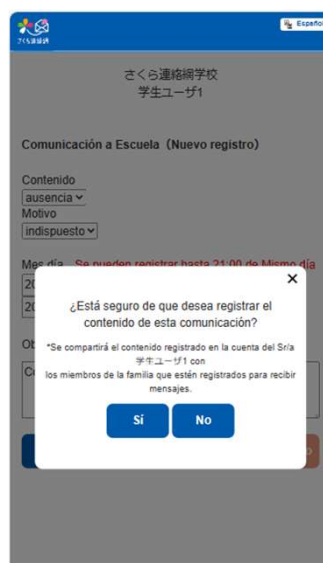 さくら連絡網
Español
さくら連絡網学校
学生ユーザ1
Comunicación a Escuela (Nuevo registro)
Contenido
ausencia
Motivo
indispuesto
Mes día Se pueden registrar hasta 21:00 de Mismo día
20
20
¿Está seguro de que desea registrar el
contenido de esta comunicación?
*Se compartirá el contenido registrado en la cuenta del Sr/a
学生ユーザ1 con
los miembros de la familia que estén registrados para recibir
mensajes.
Sí No